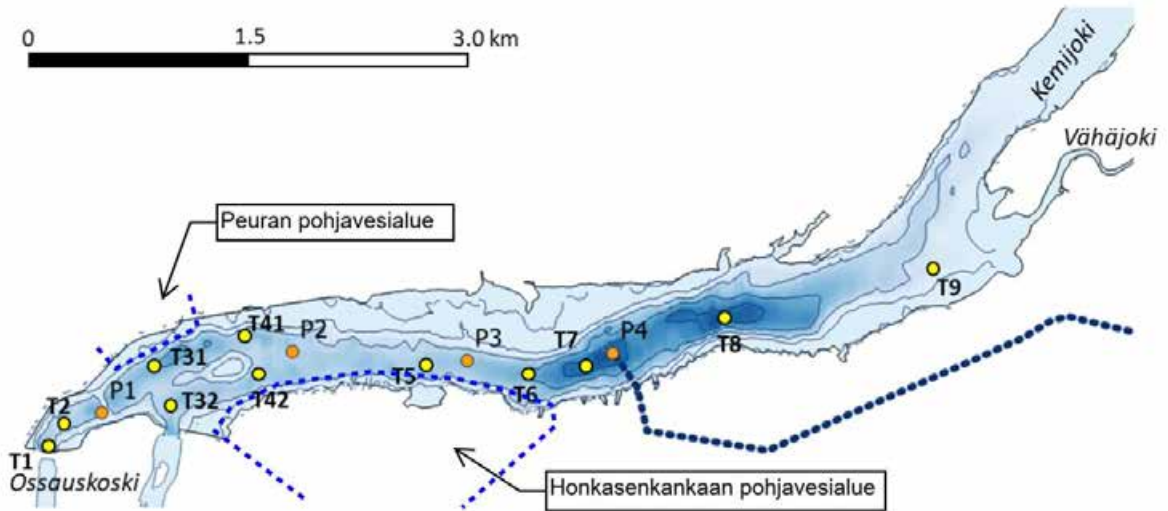 0 1.5 3.0 km
Kemijoki
Vähäjoki
Peuran pohjavesialue
T9
T41
P2
T31
P3
T7
P4
T8
T5
T6
T42
P1
T32
T2
T1
Ossauskoski
Honkasenkankaan pohjavesialue